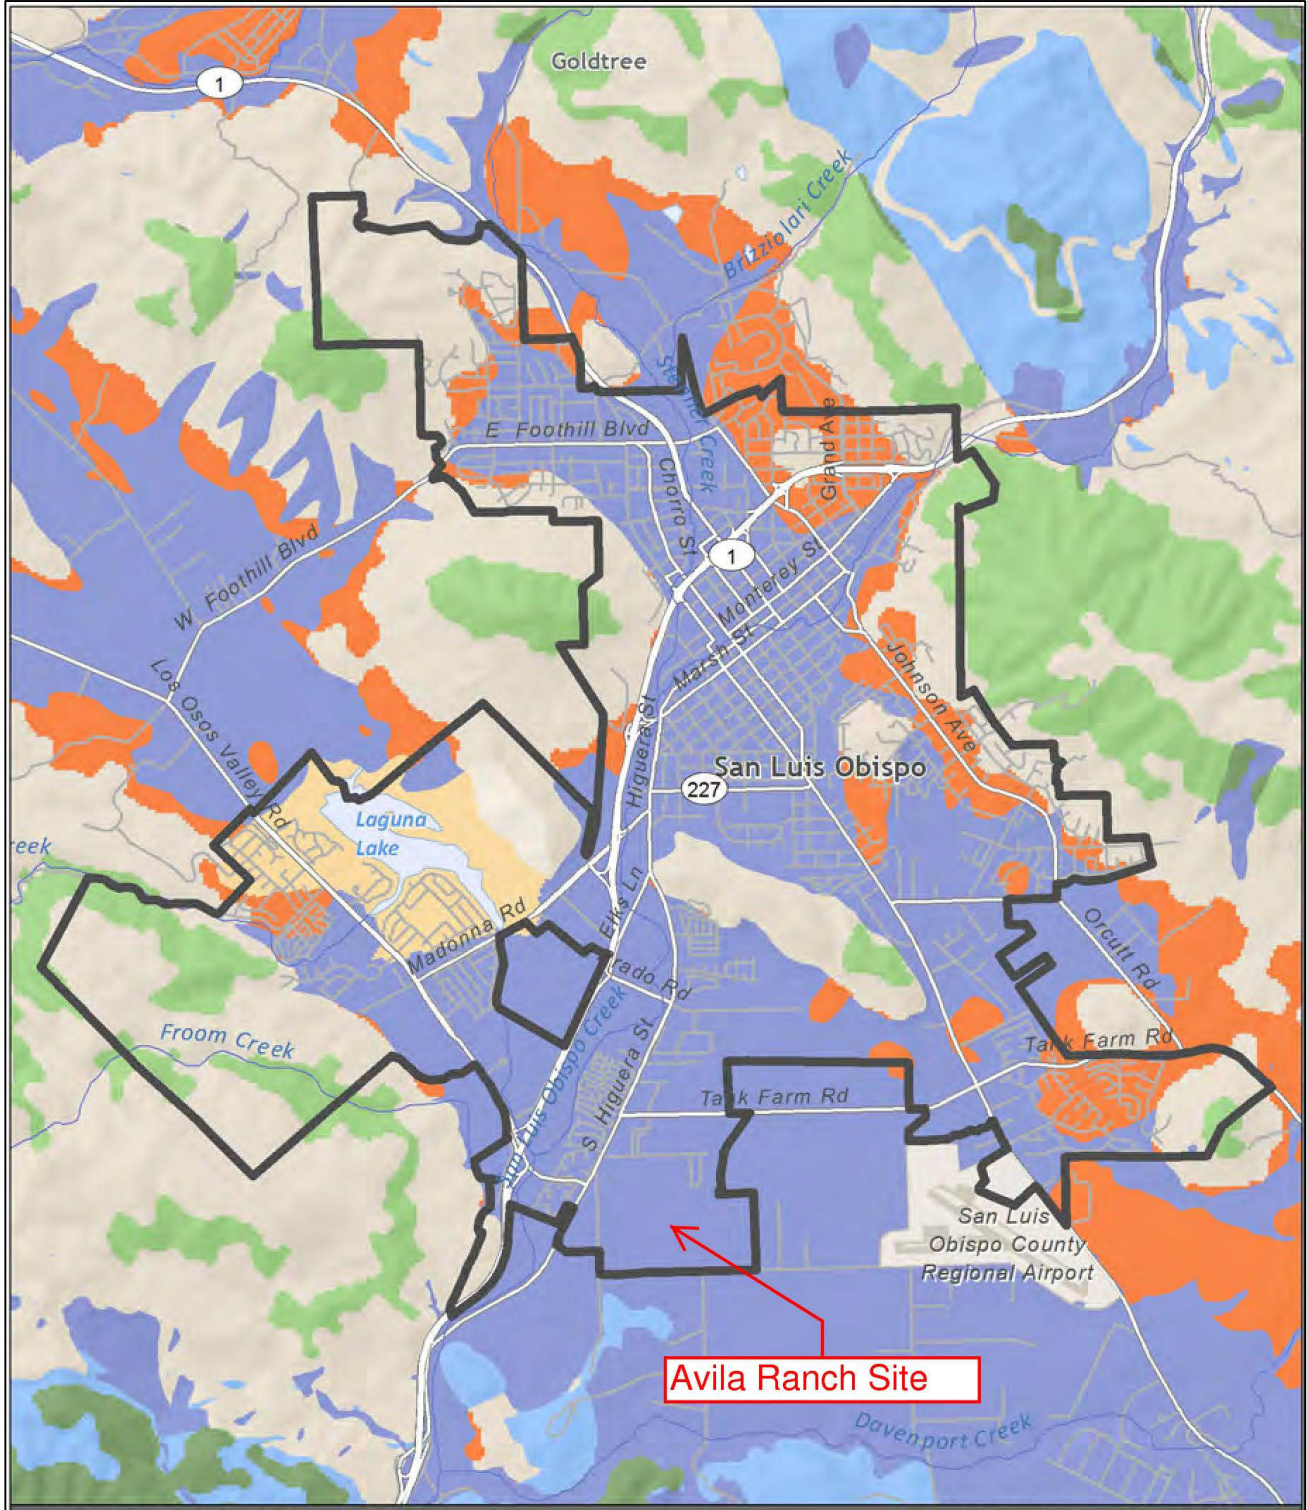 Goldtree
1
Brizziolari Creek
Stenner Creek
Grand Ave
E Foothill Blvd
Chorro St
1
Monterey St
W Foothill Blvd
Marsh St
Johnson Ave
Los Osos Valley Rd
Higuera St
San Luis Obispo
227
Laguna
Lake
reek
Elks Ln
Madonna Rd
Orcutt Rd
rado Rd
Froom Creek
San Luis Obispo Creek
S Higuera St
Tank Farm Rd
Tank Farm Rd
San Luis
Obispo County
Regional Airport
Avila Ranch Site
Davenport Creek